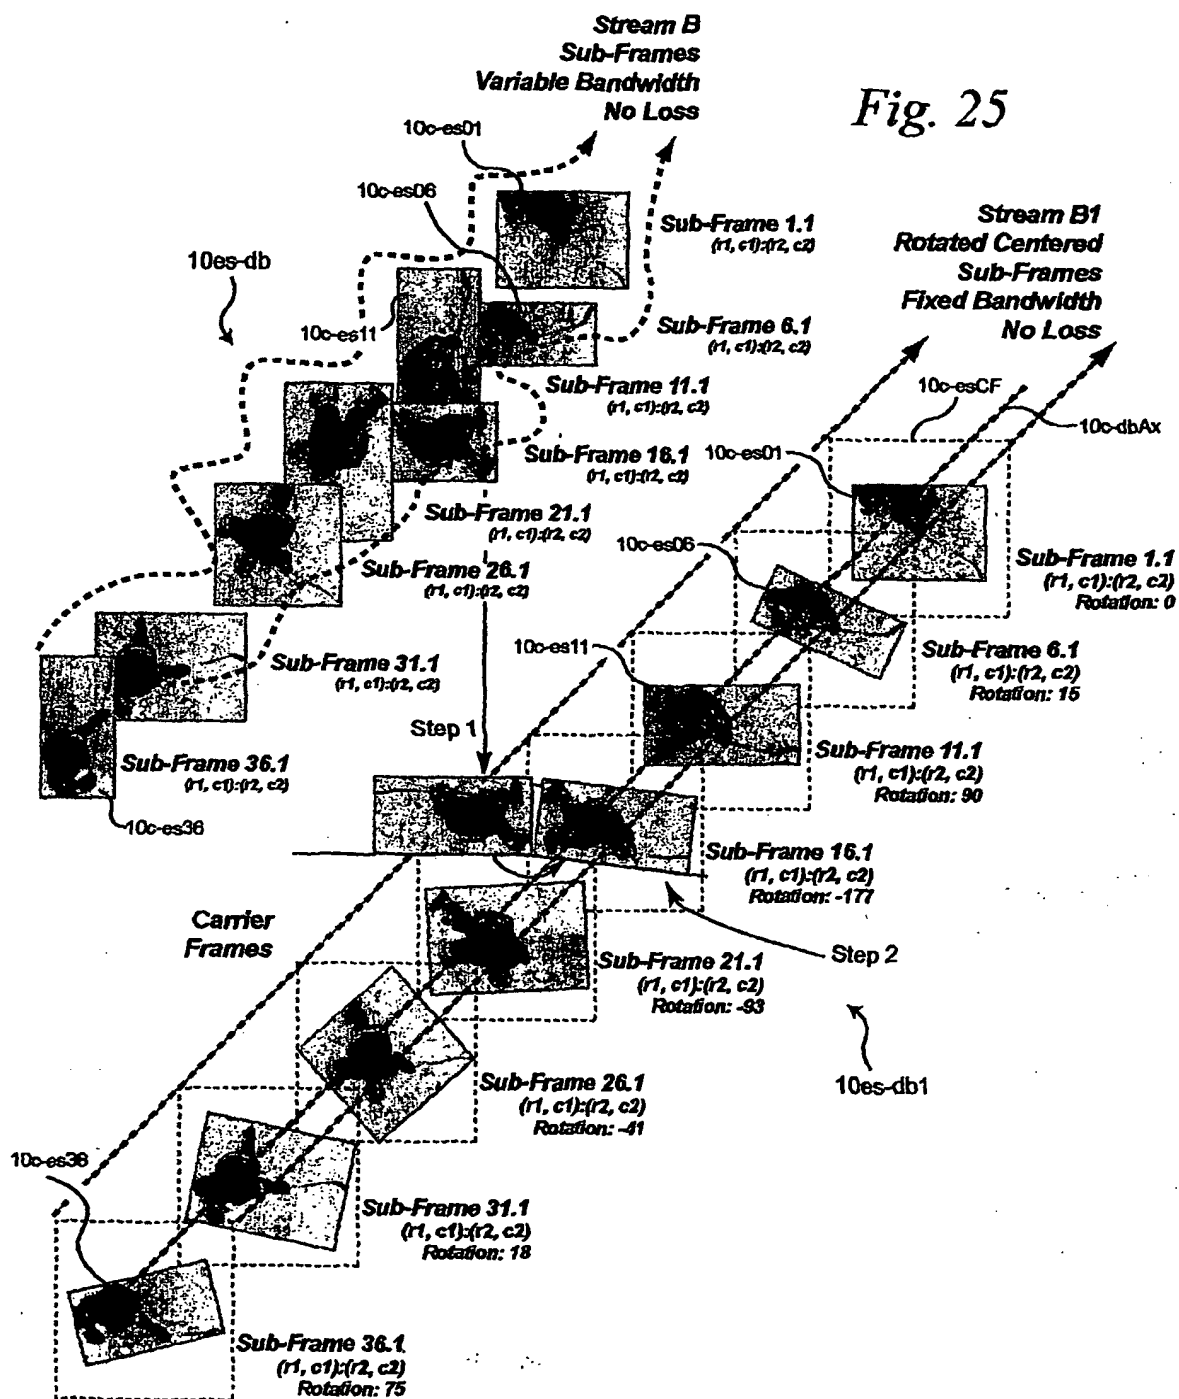 Stream B
Sub-Frames
Variable Bandwidth
No Loss
Fig. 25
10c-es01
10c-es06
10es-db
10c-es11
Sub-Frame 1.1
(r1, c1):(r2, c2)
Sub-Frame 6.1
(r1, c1):(r2, c2)
Sub-Frame 11.1
(r1, c1):(r2, c2)
Sub-Frame 16.1
(r1, c1):(r2, c2)
Sub-Frame 21.1
(r1, c1):(r2, c2)
Sub-Frame 26.1
(r1, c1):(r2, c2)
Sub-Frame 31.1
(r1, c1):(r2, c2)
Sub-Frame 36.1
(r1, c1):(r2, c2)
10c-es36
Stream B1
Rotated Centered
Sub-Frames
Fixed Bandwidth
No Loss
10c-esCF
10c-dbAx
10c-es01
Sub-Frame 1.1
(r1, c1):(r2, c2)
Rotation: 0
10c-es06
Sub-Frame 6.1
(r1, c1):(r2, c2)
Rotation: 15
10c-es11
Sub-Frame 11.1
(r1, c1):(r2, c2)
Rotation: 90
Step 1
Sub-Frame 16.1
(r1, c1):(r2, c2)
Rotation: -177
Step 2
Carrier
Frames
Sub-Frame 21.1
(r1, c1):(r2, c2)
Rotation: -93
10es-db1
Sub-Frame 26.1
(r1, c1):(r2, c2)
Rotation: -41
10c-es36
Sub-Frame 31.1
(r1, c1):(r2, c2)
Rotation: 18
Sub-Frame 36.1
(r1, c1):(r2, c2)
Rotation: 75